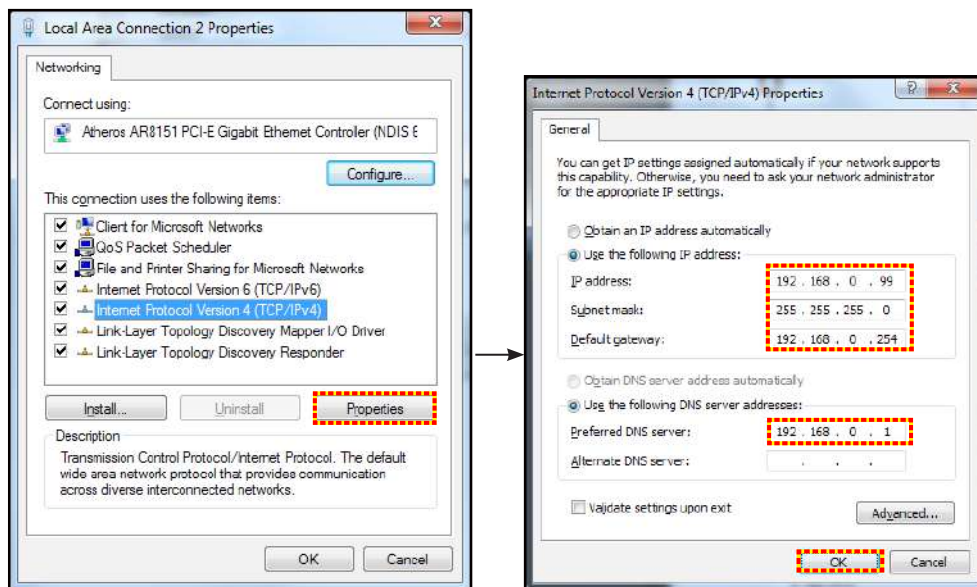 Local Area Connection 2 Properties
Networking
Connect using:
Atheros AR8151 PCI-E Gigabit Ethernet Controller (NDIS 6
Configure...
This connection uses the following items:
Client for Microsoft Networks
QoS Packet Scheduler
File and Printer Sharing for Microsoft Networks
Internet Protocol Version 6 (TCP/IPv6)
Internet Protocol Version 4 (TCP/IPv4)
Link-Layer Topology Discovery Mapper I/O Driver
Link-Layer Topology Discovery Responder
Install...
Uninstall
Properties
Description
Transmission Control Protocol/Internet Protocol. The default
wide area network protocol that provides communication
across diverse interconnected networks.
OK
Cancel
Internet Protocol Version 4 (TCP/IPv4) Properties
General
You can get IP settings assigned automatically if your network supports
this capability. Otherwise, you need to ask your network administrator
for the appropriate IP settings.
Obtain an IP address automatically
Use the following IP address:
IP address: 192 . 168 . 0 . 99
Subnet mask: 255 . 255 . 255 . 0
Default gateway: 192 . 168 . 0 . 254
Obtain DNS server address automatically
Use the following DNS server addresses:
Preferred DNS server: 192 . 168 . 0 . 1
Alternate DNS server: . . .
Validate settings upon exit
Advanced...
OK
Cancel